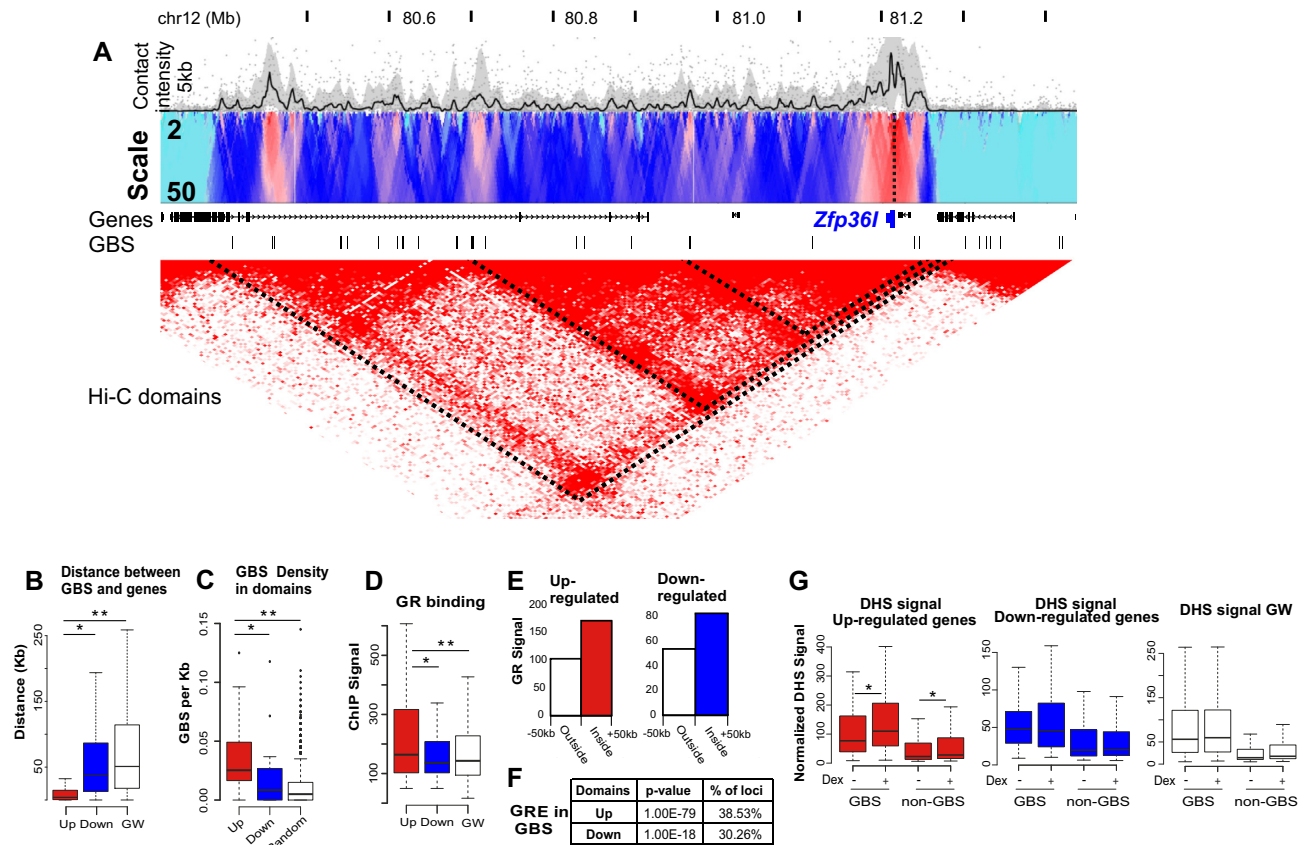 chr12 (Mb) 80.6 80.8 81.0 81.2
A
Contact
intensity
5kb
Scale
2
50
Genes
Zfp36l
GBS
Hi-C domains
B
Distance between
GBS and genes
Distance (Kb)
250
150
50
*
**
Up Down GW
C
GBS Density
in domains
GBS per Kb
0.15
0.10
0.05
0.00
*
**
Up
Down
Random
D
GR binding
ChIP Signal
500
300
100
*
**
Up Down GW
E
Up-
regulated
GR Signal
200
150
100
50
0
-50kb
Outside
Inside
+50kb
Down-
regulated
80
60
40
20
0
-50kb
Outside
Inside
+50kb
F
GRE in
GBS
Domains p-value % of loci
Up 1.00E-79 38.53%
Down 1.00E-18 30.26%
G
DHS signal
Up-regulated genes
Normalized DHS Signal
400
300
200
100
0
*
*
Dex - + - +
GBS non-GBS
DHS signal
Down-regulated genes
150
100
50
0
Dex - + - +
GBS non-GBS
DHS signal GW
250
150
50
0
- + - +
GBS non-GBS